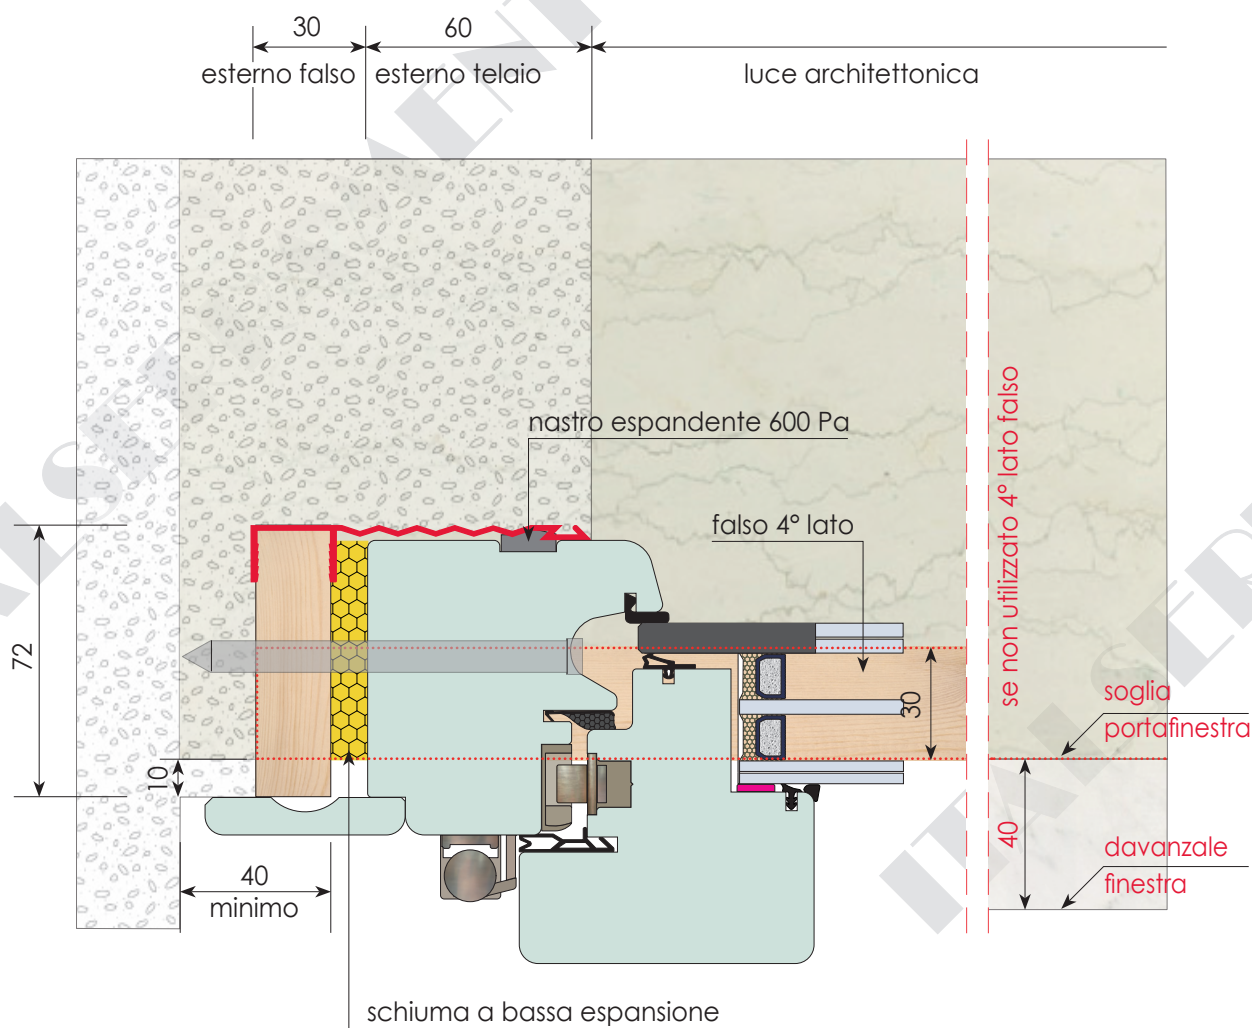 30
60
esterno falso
esterno telaio
luce architettonica
nastro espandente 600 Pa
falso 4° lato
se non utilizzato 4° lato falso
72
30
soglia
portafinestra
10
40
davanzale
finestra
40
minimo
schiuma a bassa espansione